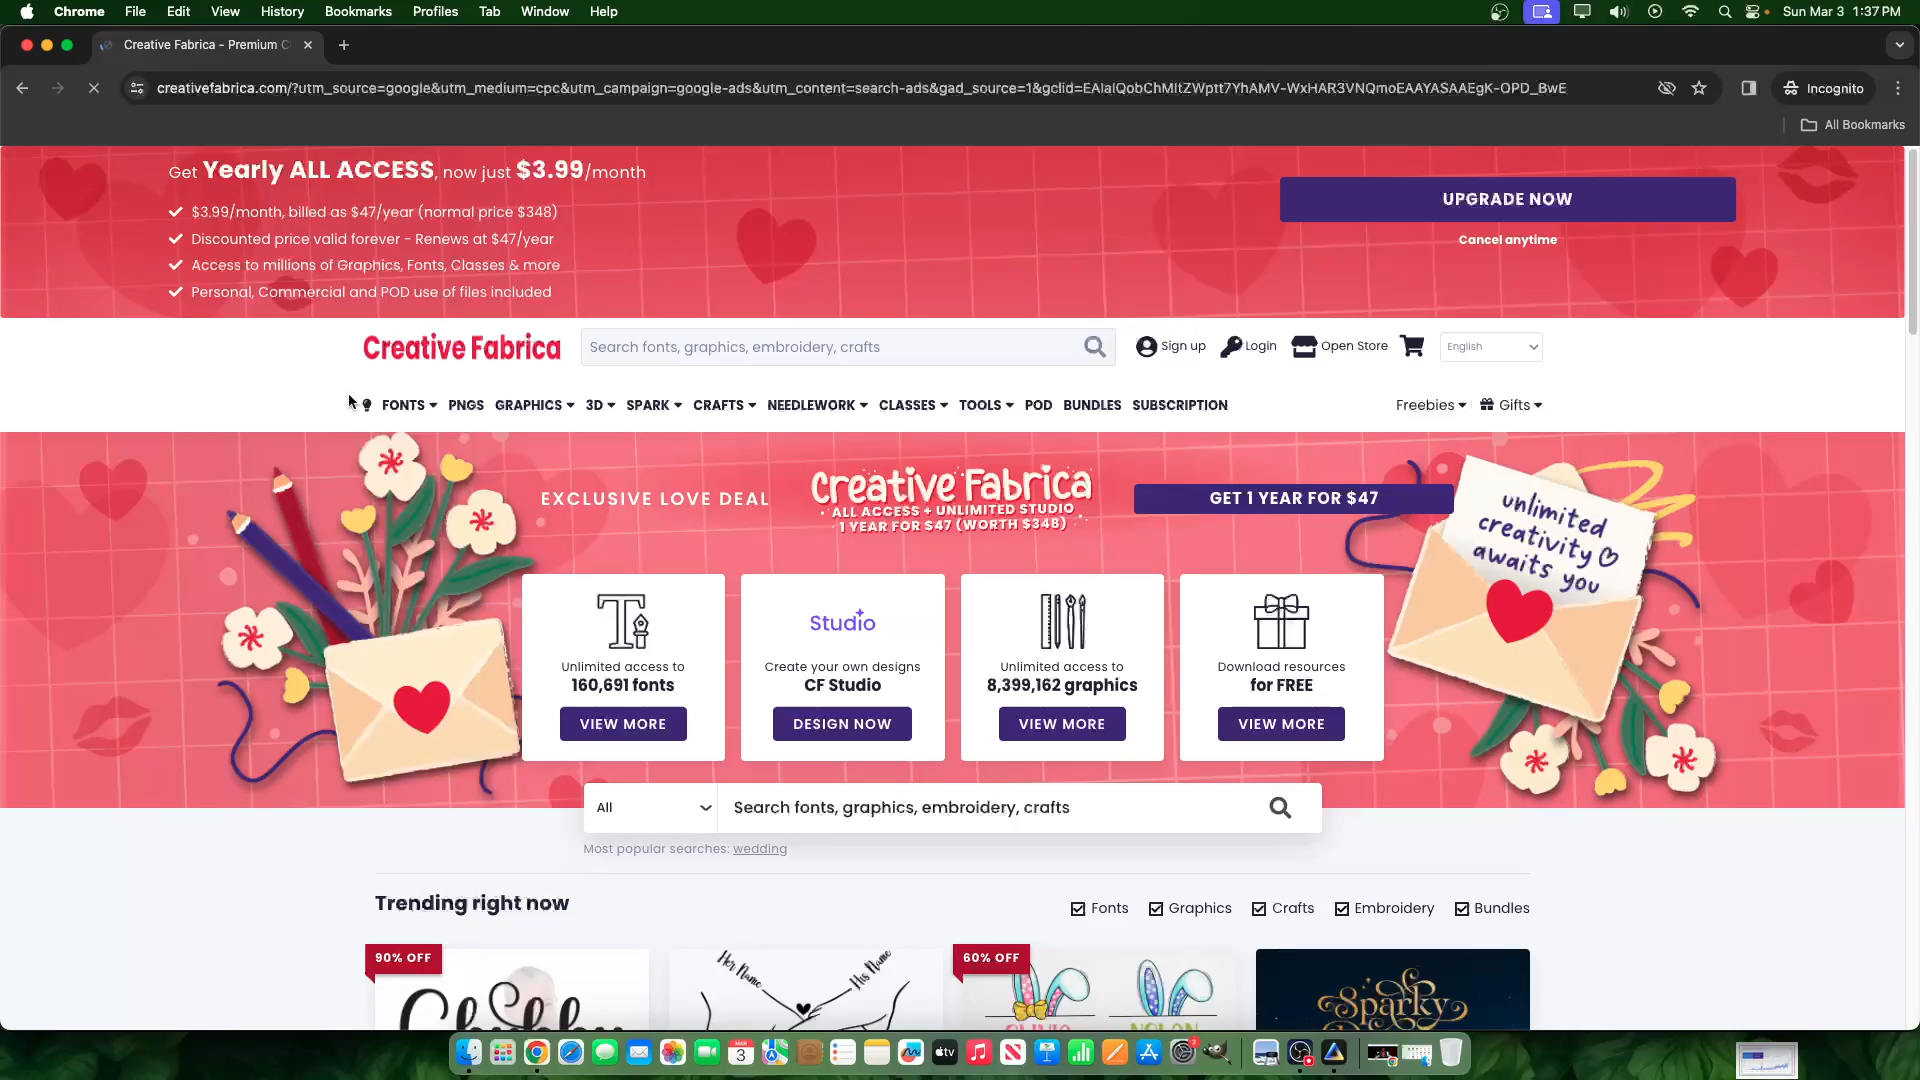 Chrome File Edit View History Bookmarks Profiles Tab Window Help Sun Mar 3 1:37 PM
Creative Fabrica - Premium C
creativefabrica.com/?utm_source=google&utm_medium=cpc&utm_campaign=google-ads&utm_content=search-ads&gad_source=1&gclid=EAIaIQobChMItZWptt7YhAMV-WxHAR3VNQmoEAAYASAAEgK-OPD_BwE Incognito
All Bookmarks
Get Yearly ALL ACCESS, now just $3.99/month
$3.99/month, billed as $47/year (normal price $348)
Discounted price valid forever - Renews at $47/year
Access to millions of Graphics, Fonts, Classes & more
Personal, Commercial and POD use of files included
UPGRADE NOW
Cancel anytime
Creative Fabrica Search fonts, graphics, embroidery, crafts Sign up Login Open Store English
FONTS PNGS GRAPHICS 3D SPARK CRAFTS NEEDLEWORK CLASSES TOOLS POD BUNDLES SUBSCRIPTION Freebies Gifts
EXCLUSIVE LOVE DEAL
Creative Fabrica
ALL ACCESS + UNLIMITED STUDIO
1 YEAR FOR $47 (WORTH $348)
GET 1 YEAR FOR $47
unlimited
creativity
awaits you
Unlimited access to
160,691 fonts
VIEW MORE
Studio
Create your own designs
CF Studio
DESIGN NOW
Unlimited access to
8,399,162 graphics
VIEW MORE
Download resources
for FREE
VIEW MORE
All Search fonts, graphics, embroidery, crafts
Most popular searches: wedding
Trending right now Fonts Graphics Crafts Embroidery Bundles
90% OFF
Chubby
Her Name
His Name
60% OFF
Sparky
3
tv